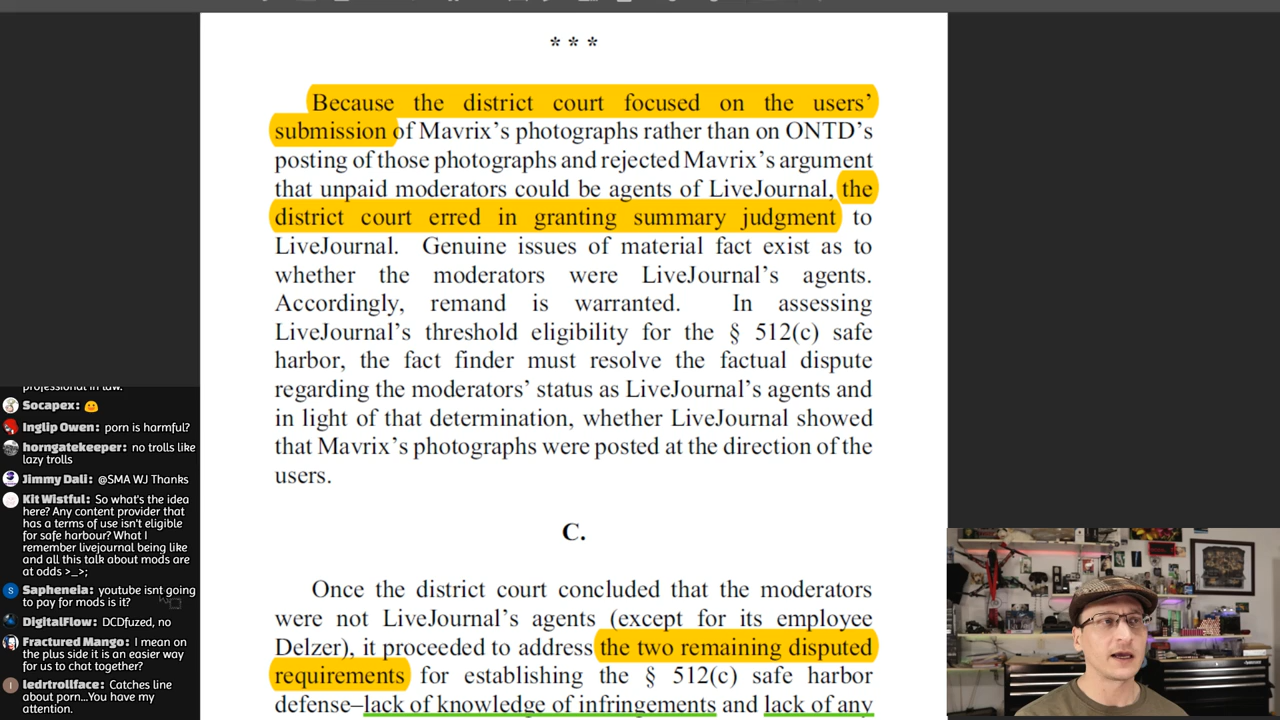 * * *
Because the district court focused on the users’
submission of Mavrix’s photographs rather than on ONTD’s
posting of those photographs and rejected Mavrix’s argument
that unpaid moderators could be agents of LiveJournal, the
district court erred in granting summary judgment to
LiveJournal. Genuine issues of material fact exist as to
whether the moderators were LiveJournal’s agents.
Accordingly, remand is warranted. In assessing
LiveJournal’s threshold eligibility for the § 512(c) safe
harbor, the fact finder must resolve the factual dispute
regarding the moderators’ status as LiveJournal’s agents and
in light of that determination, whether LiveJournal showed
that Mavrix’s photographs were posted at the direction of the
users.
C.
Once the district court concluded that the moderators
were not LiveJournal’s agents (except for its employee
Delzer), it proceeded to address the two remaining disputed
requirements for establishing the § 512(c) safe harbor
defense–lack of knowledge of infringements and lack of any
professional in law.
Socapex:
Inglip Owen: porn is harmful?
horngatekeeper: no trolls like
lazy trolls
Jimmy Dali: @SMA WJ Thanks
Kit Wistful: So what's the idea
here? Any content provider that
has a terms of use isn't eligible
for safe harbour? What I
remember livejournal being like
and all this talk about mods are
at odds >_>;
S
Sapheneia: youtube isnt going
to pay for mods is it?
DigitalFlow: DCDfuzed, no
Fractured Mango: I mean on
the plus side it is an easier way
for us to chat together?
I
ledrtrollface: Catches line
about porn...You have my
attention.